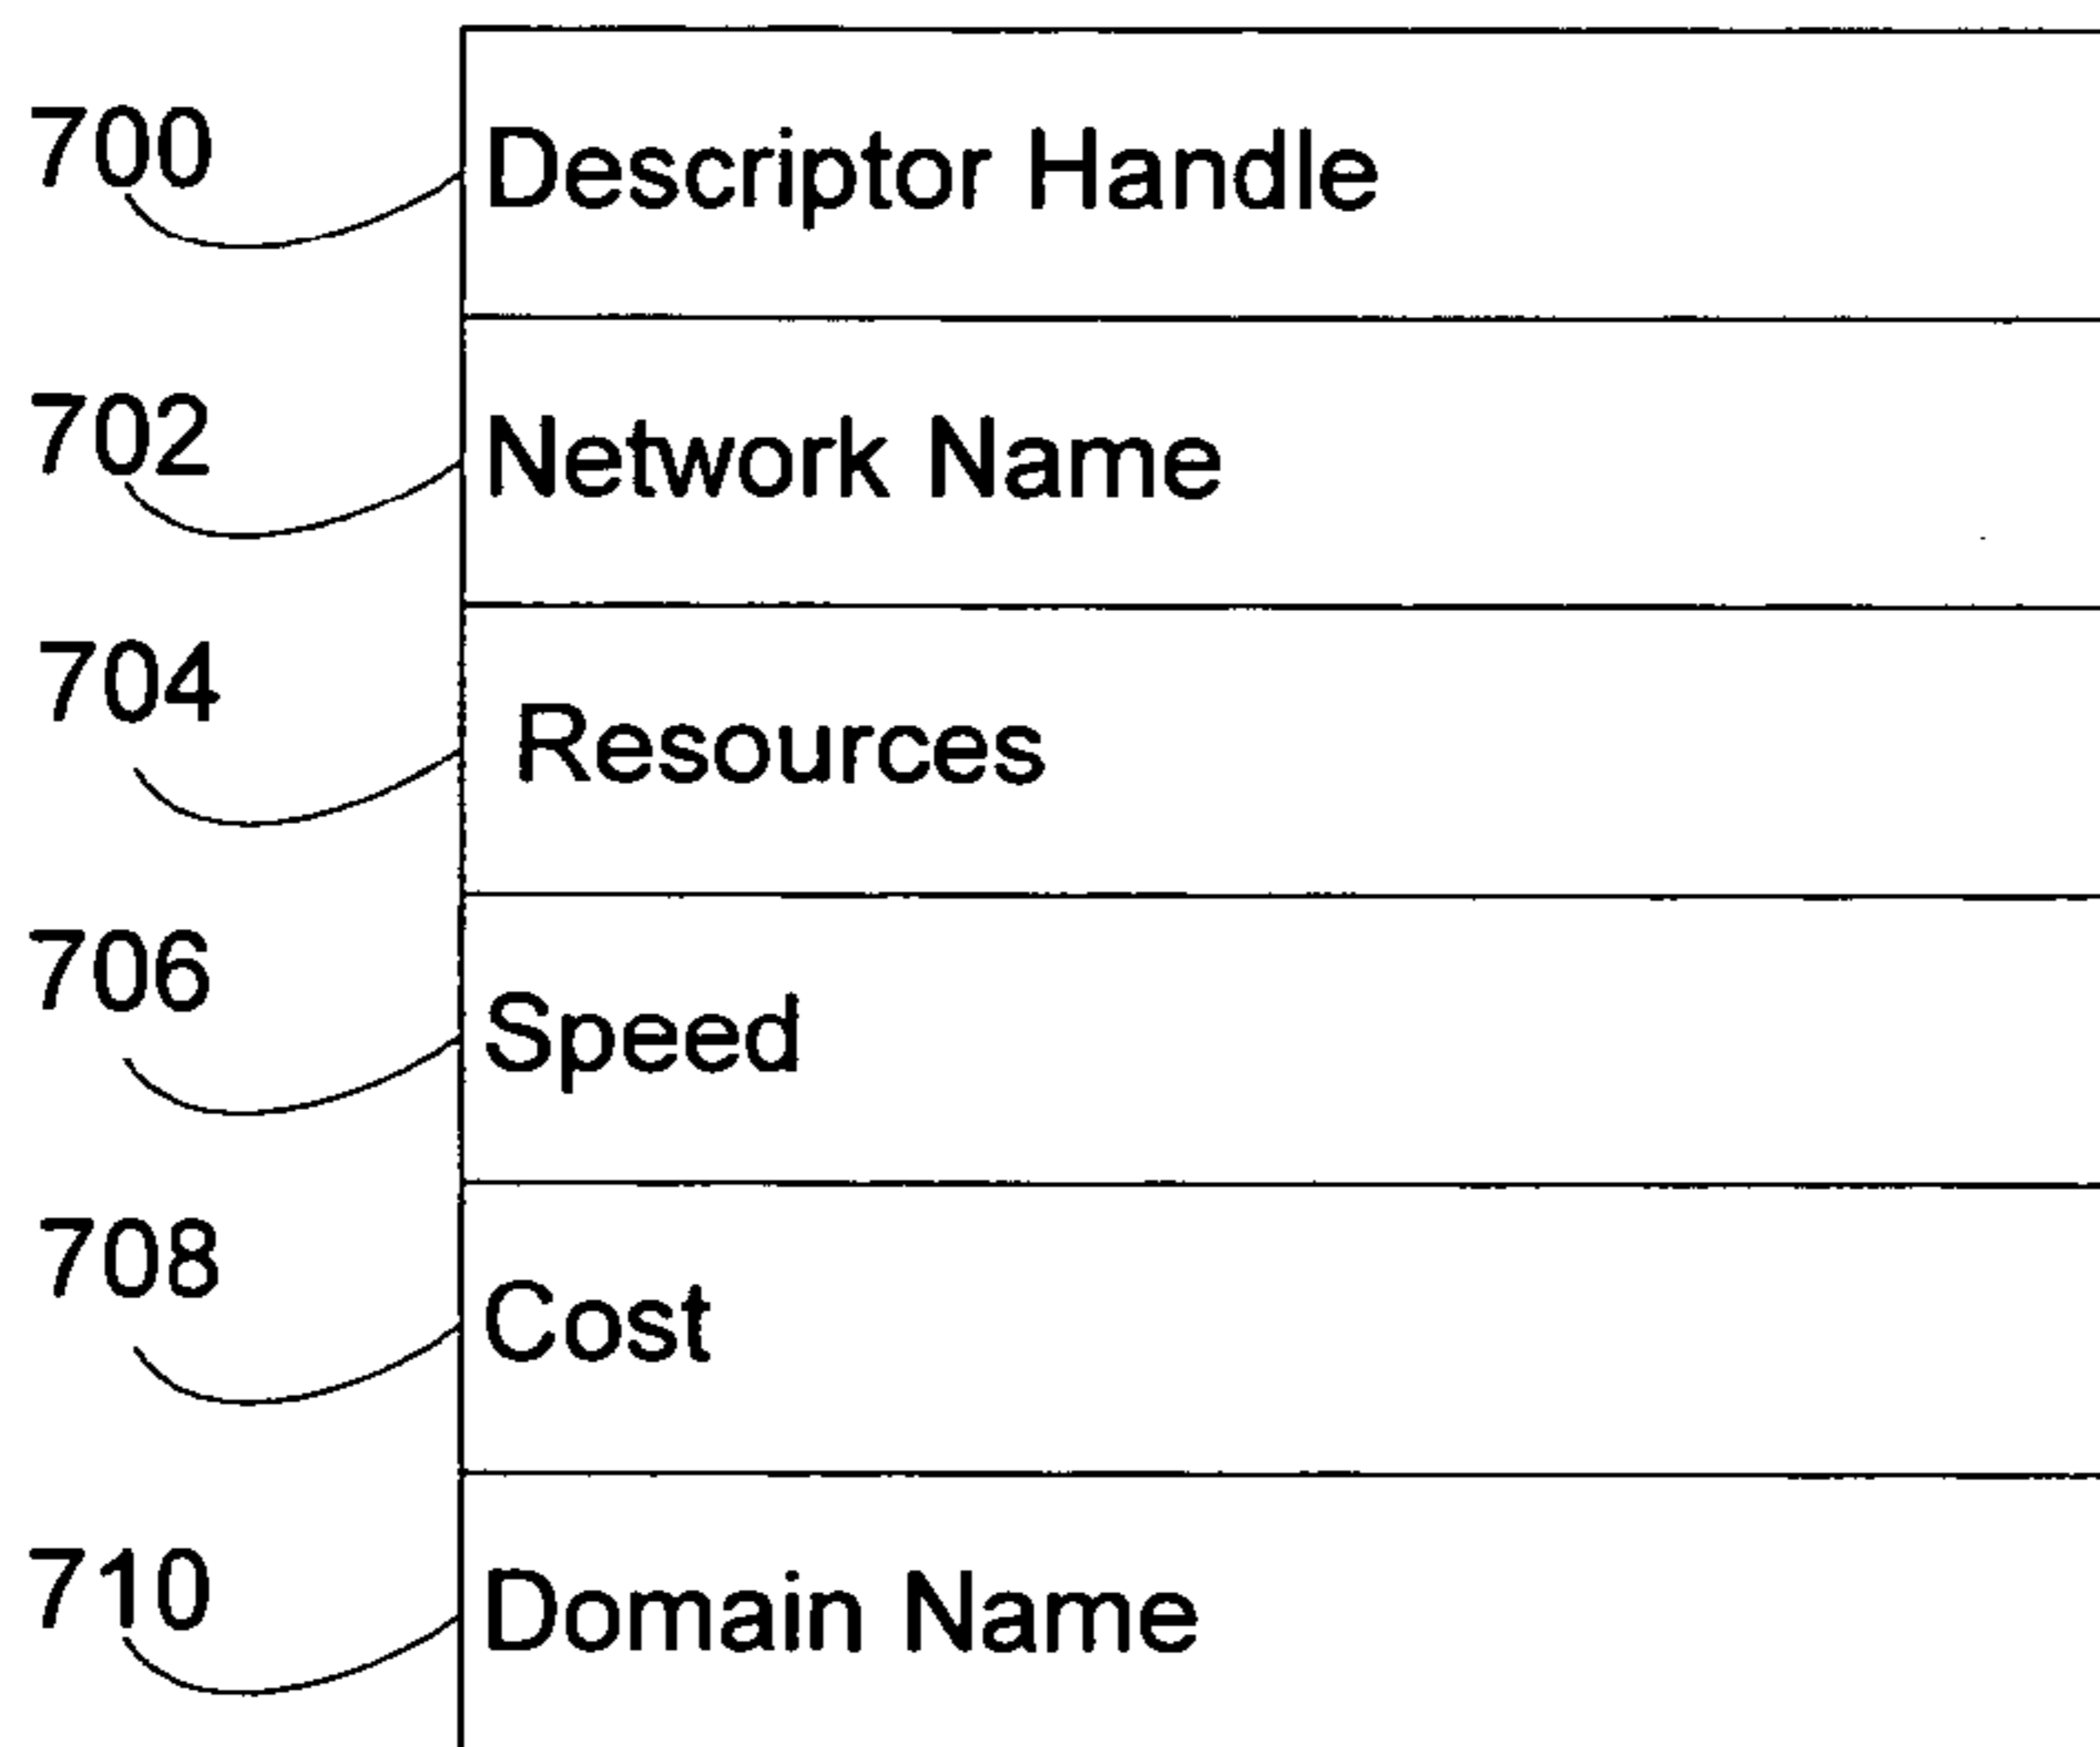 700 Descriptor Handle
702 Network Name
704 Resources
706 Speed
708 Cost
710 Domain Name